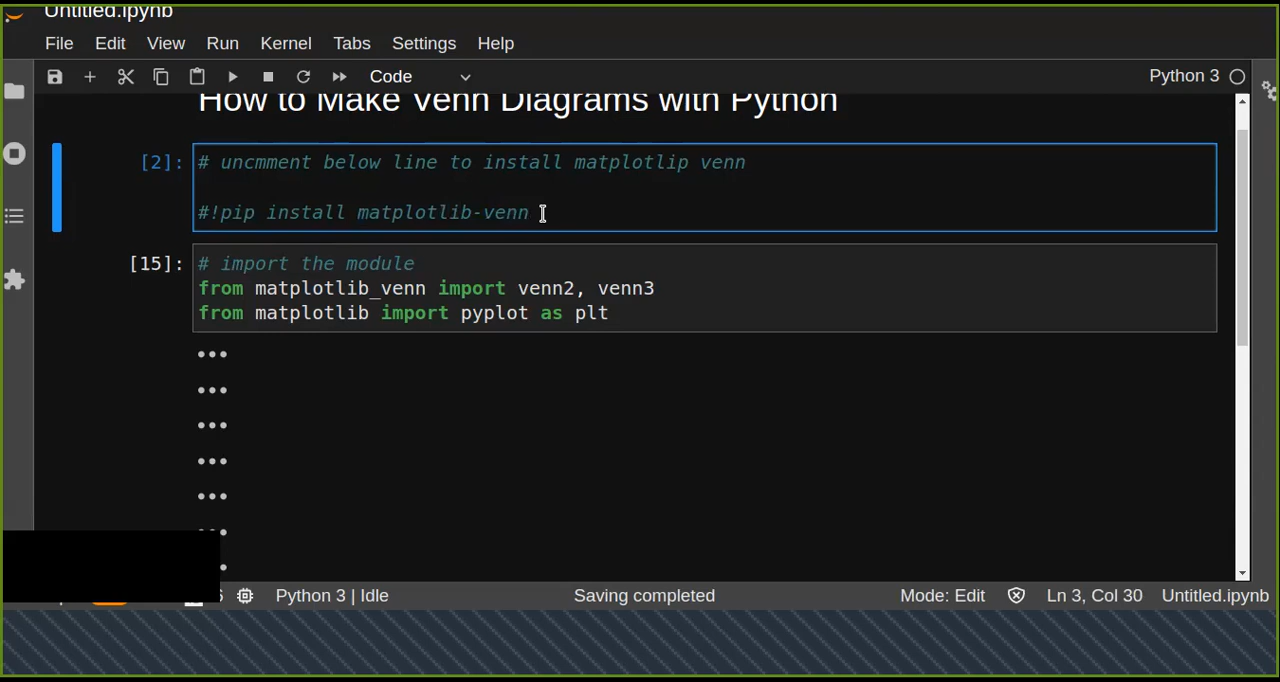 Untitled.ipynb
File Edit View Run Kernel Tabs Settings Help
Code Python 3
How to Make Venn Diagrams with Python
[2]: # uncmment below line to install matplotlip venn
#!pip install matplotlib-venn
[15]: # import the module
from matplotlib_venn import venn2, venn3
from matplotlib import pyplot as plt
Python 3 | Idle Saving completed Mode: Edit Ln 3, Col 30 Untitled.ipynb